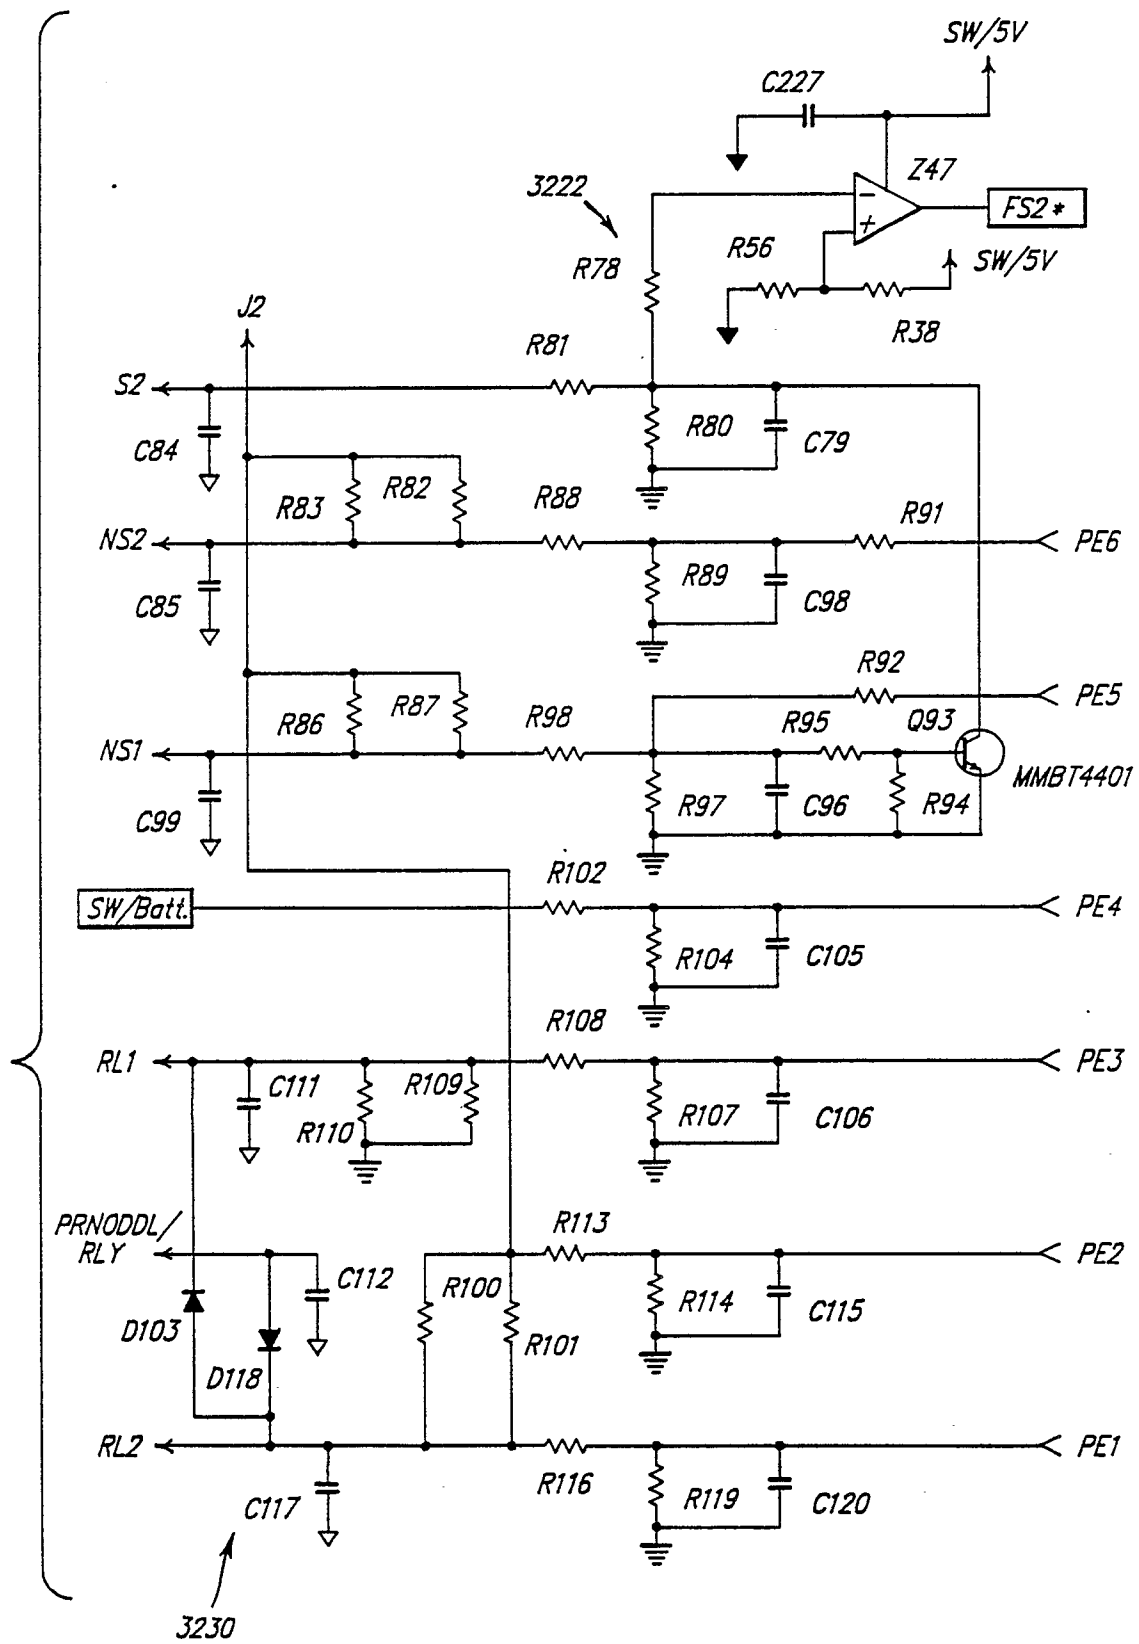 SW/5V
C227
Z47
3222
−
FS2 *
+
R56
SW/5V
R78
J2
R38
R81
S2
R80
C79
C84
R82
R83
R88
R91
NS2
PE6
R89
C85
C98
R92
R87
PE5
R86
R98
R95
Q93
NS1
MMBT4401
R97
C96
R94
C99
R102
SW/Batt.
PE4
R104
C105
R108
RL1
PE3
C111
R109
R107
C106
R110
PRNODDL/
RLY
R113
PE2
C112
R100
R114
C115
D103
R101
D118
RL2
PE1
R116
R119
C120
C117
3230